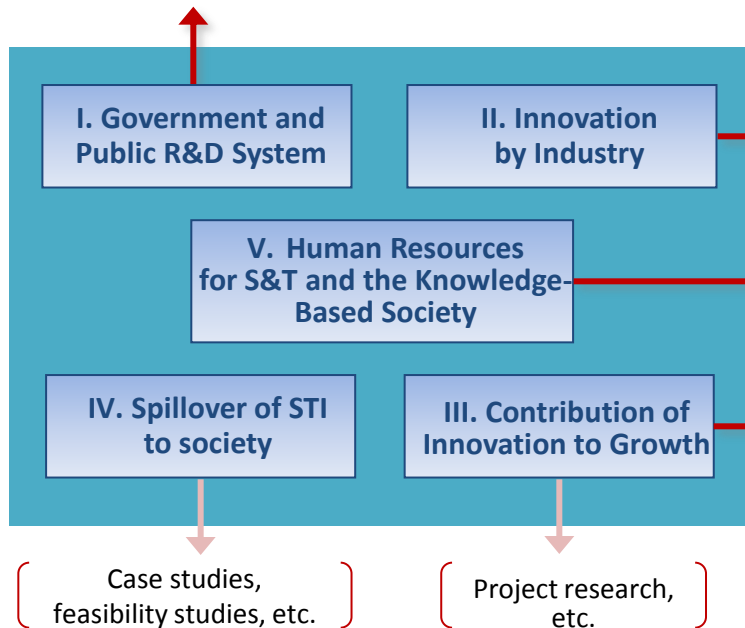 I. Government and
Public R&D System
II. Innovation
by Industry
V. Human Resources
for S&T and the Knowledge-
Based Society
IV. Spillover of STI
to society
III. Contribution of
Innovation to Growth
Case studies,
feasibility studies, etc.
Project research,
etc.